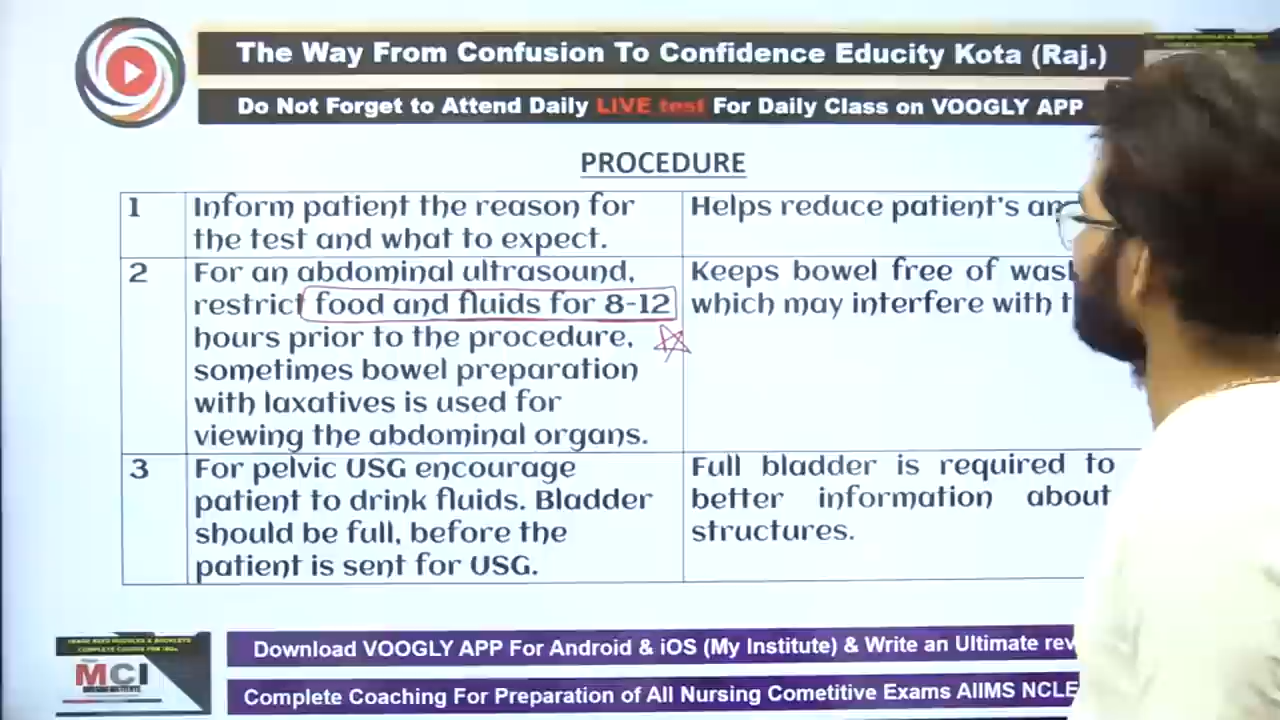 The Way From Confusion To Confidence Educity Kota (Raj.)
Do Not Forget to Attend Daily LIVE test For Daily Class on VOOGLY APP
PROCEDURE
1
Inform patient the reason for
the test and what to expect.
Helps reduce patient's
2
For an abdominal ultrasound,
restrict food and fluids for 8-12
hours prior to the procedure,
sometimes bowel preparation
with laxatives is used for
viewing the abdominal organs.
Keeps bowel free of
which may interfere with
3
For pelvic USG encourage
patient to drink fluids. Bladder
should be full, before the
patient is sent for USG.
Full bladder is required to
better information about
structures.
COMPLETE COURSE FOR
MCI
Download VOOGLY APP For Android & iOS (My Institute) & Write an Ultimate
Complete Coaching For Preparation of All Nursing Cometitive Exams AIIMS